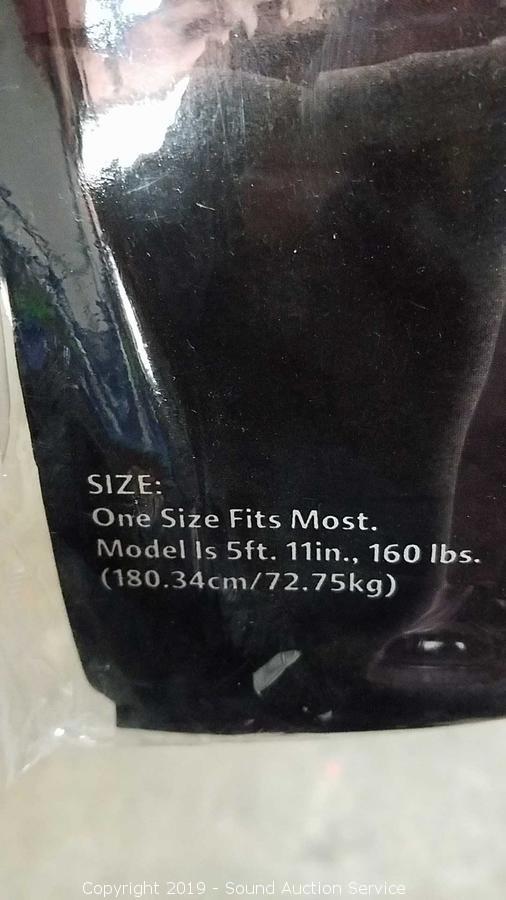 SIZE:
One Size Fits Most.
Model Is 5ft. 11in., 160 lbs.
(180.34cm/72.75kg)
Copyright 2019 - Sound Auction Service